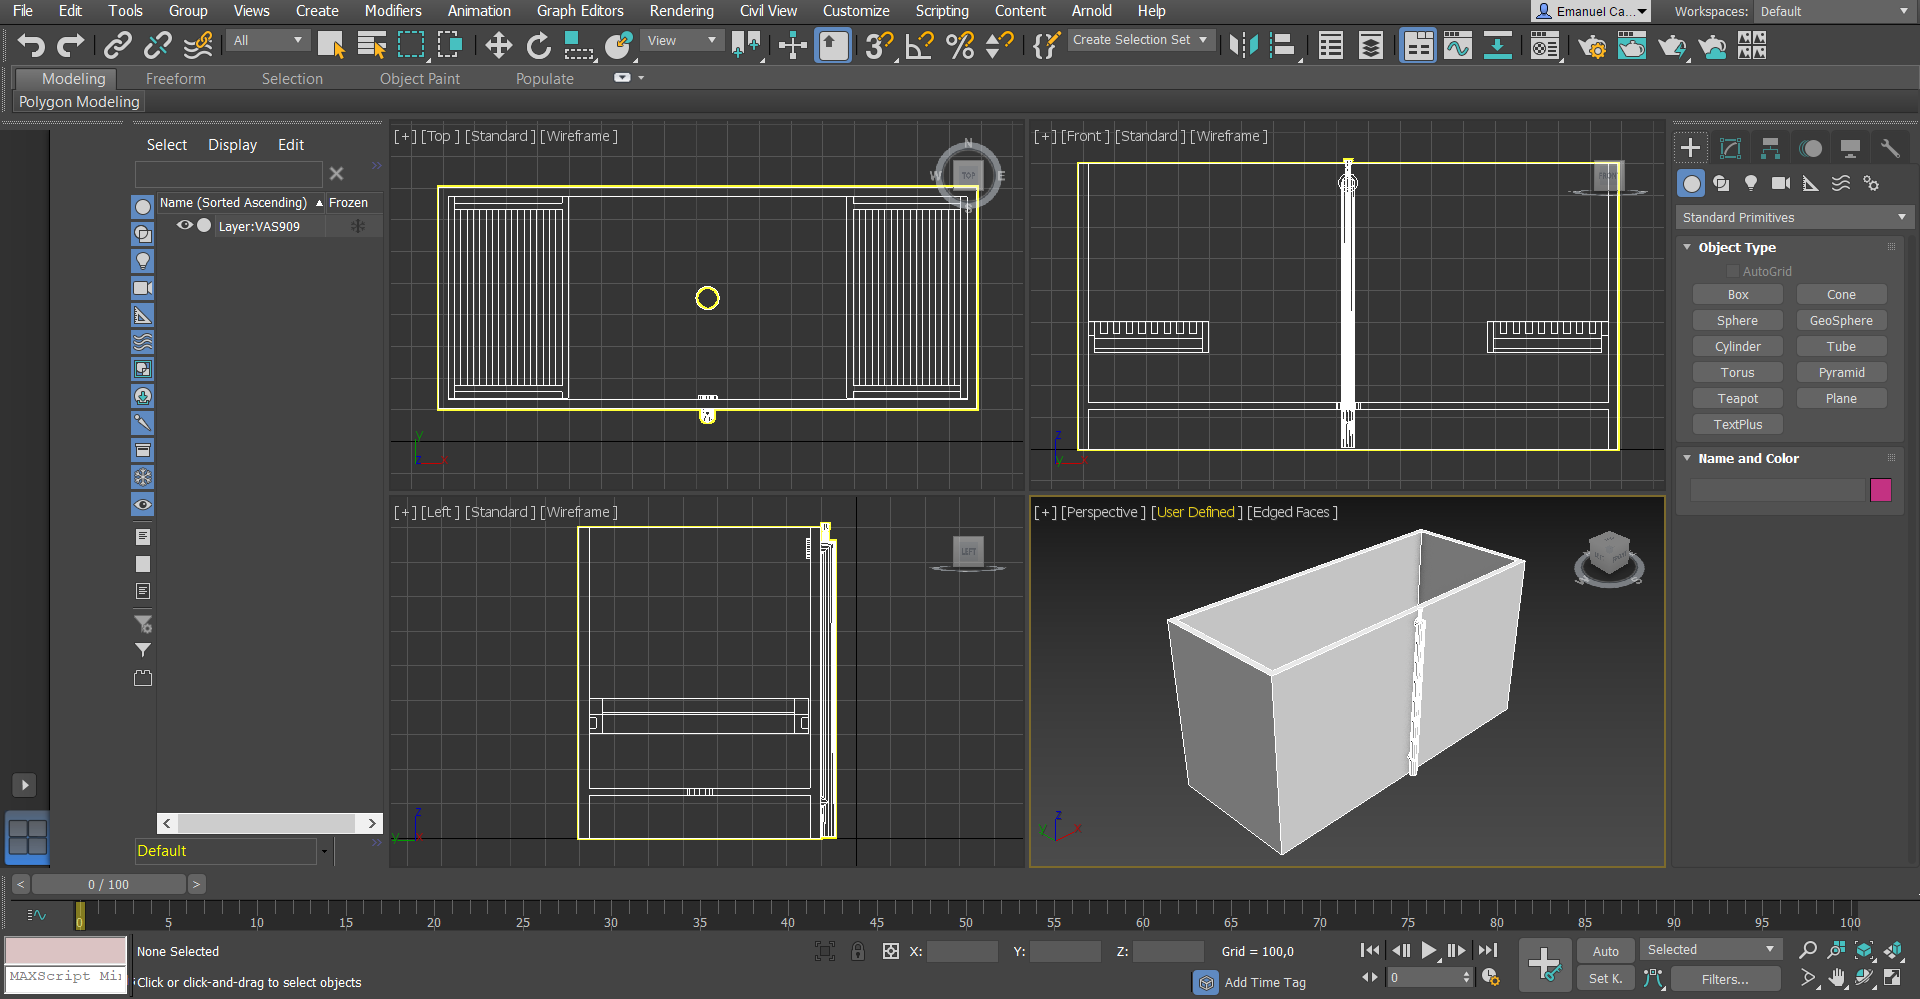 File Edit Tools Group Views Create Modifiers Animation Graph Editors Rendering Civil View Customize Scripting Content Arnold Help Emanuel Ca... Workspaces: Default
All View Create Selection Set
Modeling Freeform Selection Object Paint Populate
Polygon Modeling
Select Display Edit
Name (Sorted Ascending) Frozen
Layer:VAS909
Default
[+] [Top ] [Standard ] [Wireframe ]
N
W TOP E
S
y
z x
[+] [Front ] [Standard ] [Wireframe ]
FRONT
z
y x
[+] [Left ] [Standard ] [Wireframe ]
LEFT
z
y x
[+] [Perspective ] [User Defined ] [Edged Faces ]
z
y x
Standard Primitives
Object Type
AutoGrid
Box Cone
Sphere GeoSphere
Cylinder Tube
Torus Pyramid
Teapot Plane
TextPlus
Name and Color
< 0 / 100 >
0 5 10 15 20 25 30 35 40 45 50 55 60 65 70 75 80 85 90 95 100
None Selected X: Y: Z: Grid = 100,0 Auto Selected
MAXScript Mi Click or click-and-drag to select objects Add Time Tag 0 Set K. Filters...